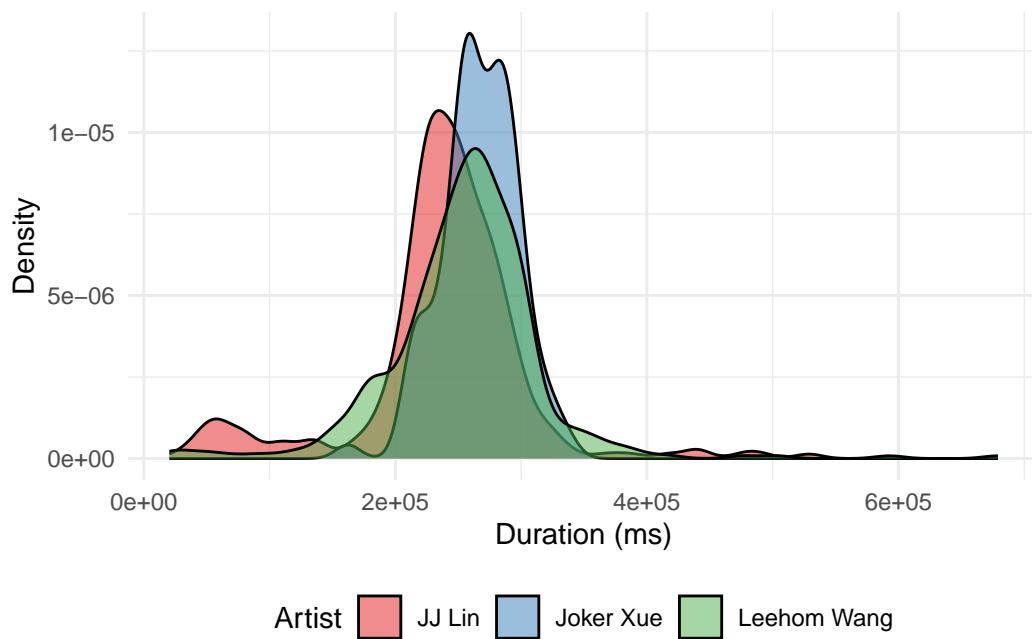 Density
1e−05
5e−06
0e+00
0e+00 2e+05 4e+05 6e+05
Duration (ms)
Artist JJ Lin Joker Xue Leehom Wang